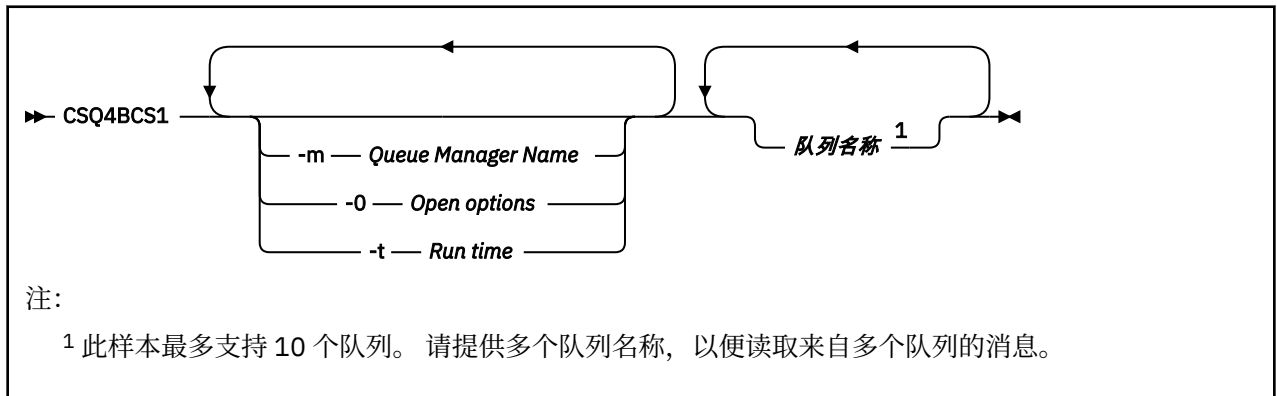 CSQ4BCS1
-m Queue Manager Name
-0 Open options
-t Run time
队列名称 1
注：
1 此样本最多支持 10 个队列。 请提供多个队列名称，以便读取来自多个队列的消息。